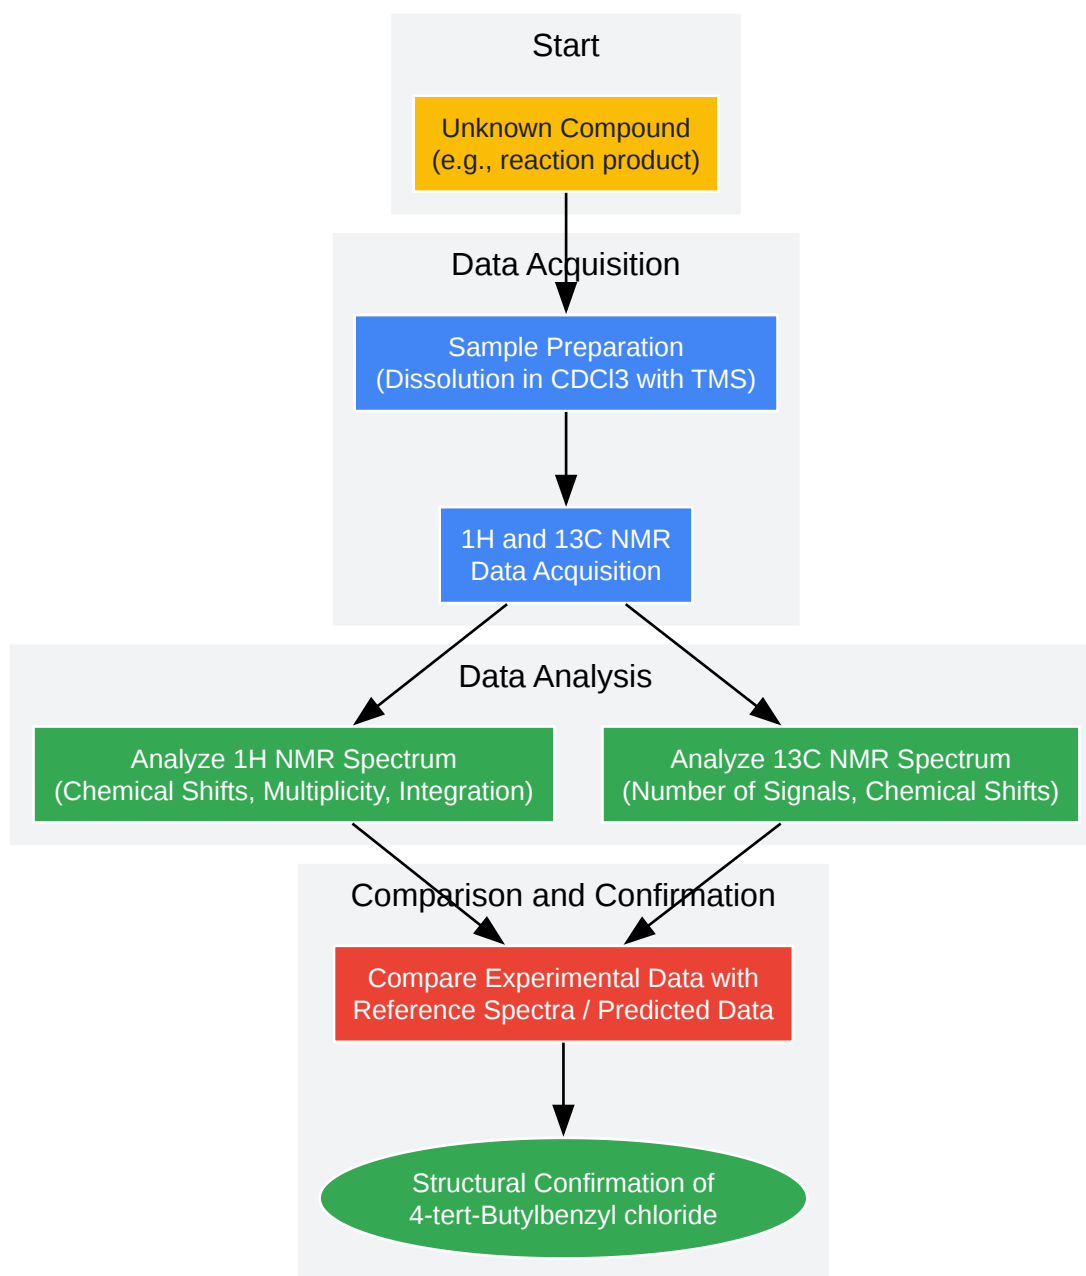 Start
Unknown Compound
(e.g., reaction product)
Data Acquisition
Sample Preparation
(Dissolution in CDCl3 with TMS)
1H and 13C NMR
Data Acquisition
Data Analysis
Analyze 1H NMR Spectrum
(Chemical Shifts, Multiplicity, Integration)
Analyze 13C NMR Spectrum
(Number of Signals, Chemical Shifts)
Comparison and Confirmation
Compare Experimental Data with
Reference Spectra / Predicted Data
Structural Confirmation of
4-tert-Butylbenzyl chloride